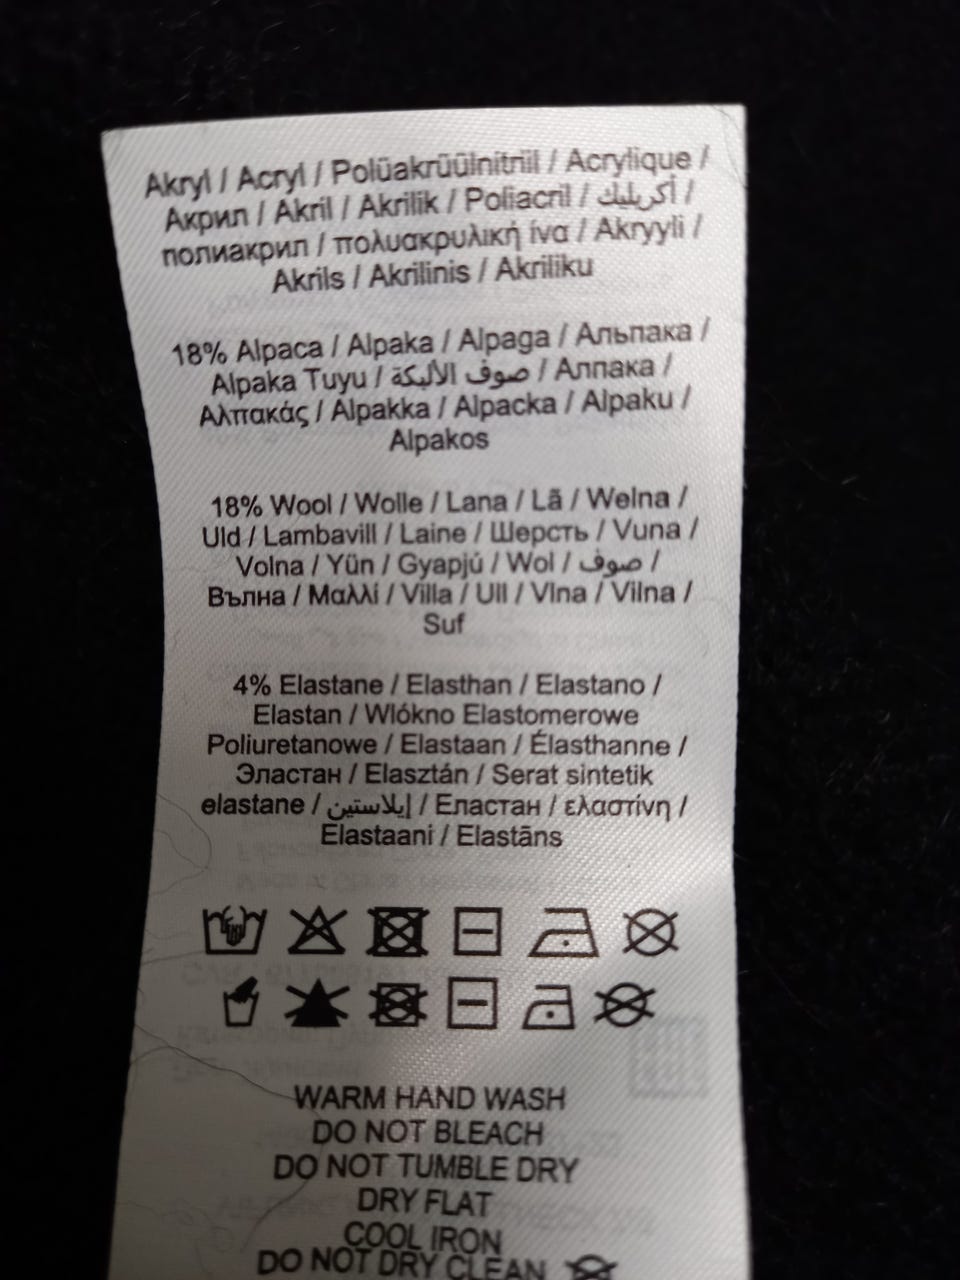 Akryl / Acryl / Polüakrüülnitriil / Acrylique /
Акрил / Akril / Akrilik / Poliacril / أكريليك /
полиакрил / πολυακρυλική ίνα / Akryyli /
Akrils / Akrilinis / Akriliku
18% Alpaca / Alpaka / Alpaga / Альпака /
Alpaka Tuyu / صوف الألبكة / Алпака /
Αλπακάς / Alpakka / Alpacka / Alpaku /
Alpakos
18% Wool / Wolle / Lana / Lã / Wełna /
Uld / Lambavill / Laine / Шерсть / Vuna /
Volna / Yün / Gyapjú / Wol / صوف /
Вълна / Μαλλί / Villa / Ull / Vlna / Vilna /
Suf
4% Elastane / Elasthan / Elastano /
Elastan / Wlókno Elastomerowe
Poliuretanowe / Elastaan / Élasthanne /
Эластан / Elasztán / Serat sintetik
elastane / إيلاستين / Еластан / ελαστίνη /
Elastaani / Elastāns
WARM HAND WASH
DO NOT BLEACH
DO NOT TUMBLE DRY
DRY FLAT
COOL IRON
DO NOT DRY CLEAN